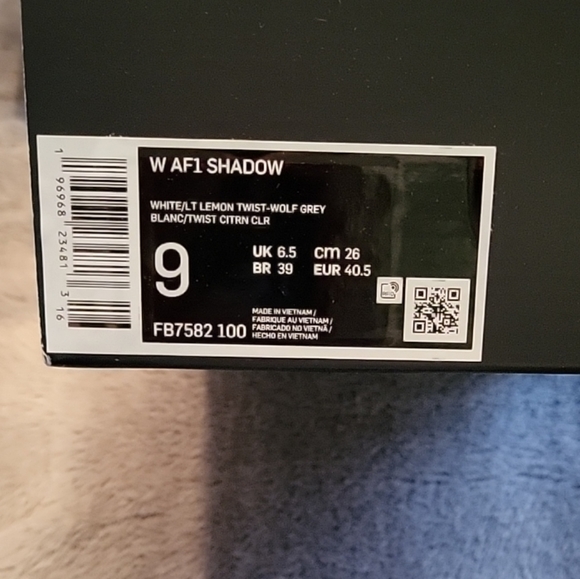 W AF1 SHADOW
WHITE/LT LEMON TWIST-WOLF GREY
BLANC/TWIST CITRN CLR
9
UK 6.5 cm 26
BR 39 EUR 40.5
FB7582 100
MADE IN VIETNAM /
FABRIQUE AU VIETNAM /
FABRICADO NO VIETNÃ /
HECHO EN VIETNAM
1 96968 23481 3 16